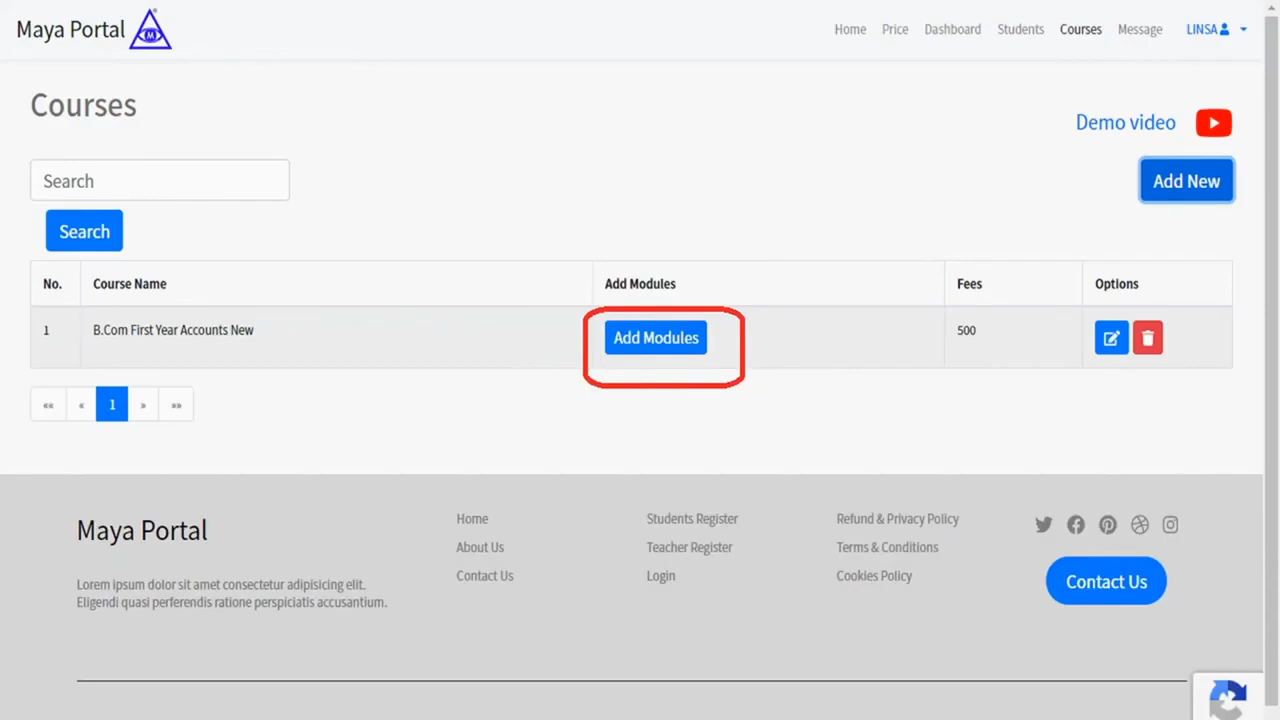 Maya Portal
M
Home Price Dashboard Students Courses Message LINSA
Courses
Demo video
Search
Add New
Search
No. Course Name Add Modules Fees Options
1 B.Com First Year Accounts New Add Modules 500
«« « 1 » »»
Maya Portal
Lorem ipsum dolor sit amet consectetur adipisicing elit.
Eligendi quasi perferendis ratione perspiciatis accusantium.
Home
About Us
Contact Us
Students Register
Teacher Register
Login
Refund & Privacy Policy
Terms & Conditions
Cookies Policy
Contact Us